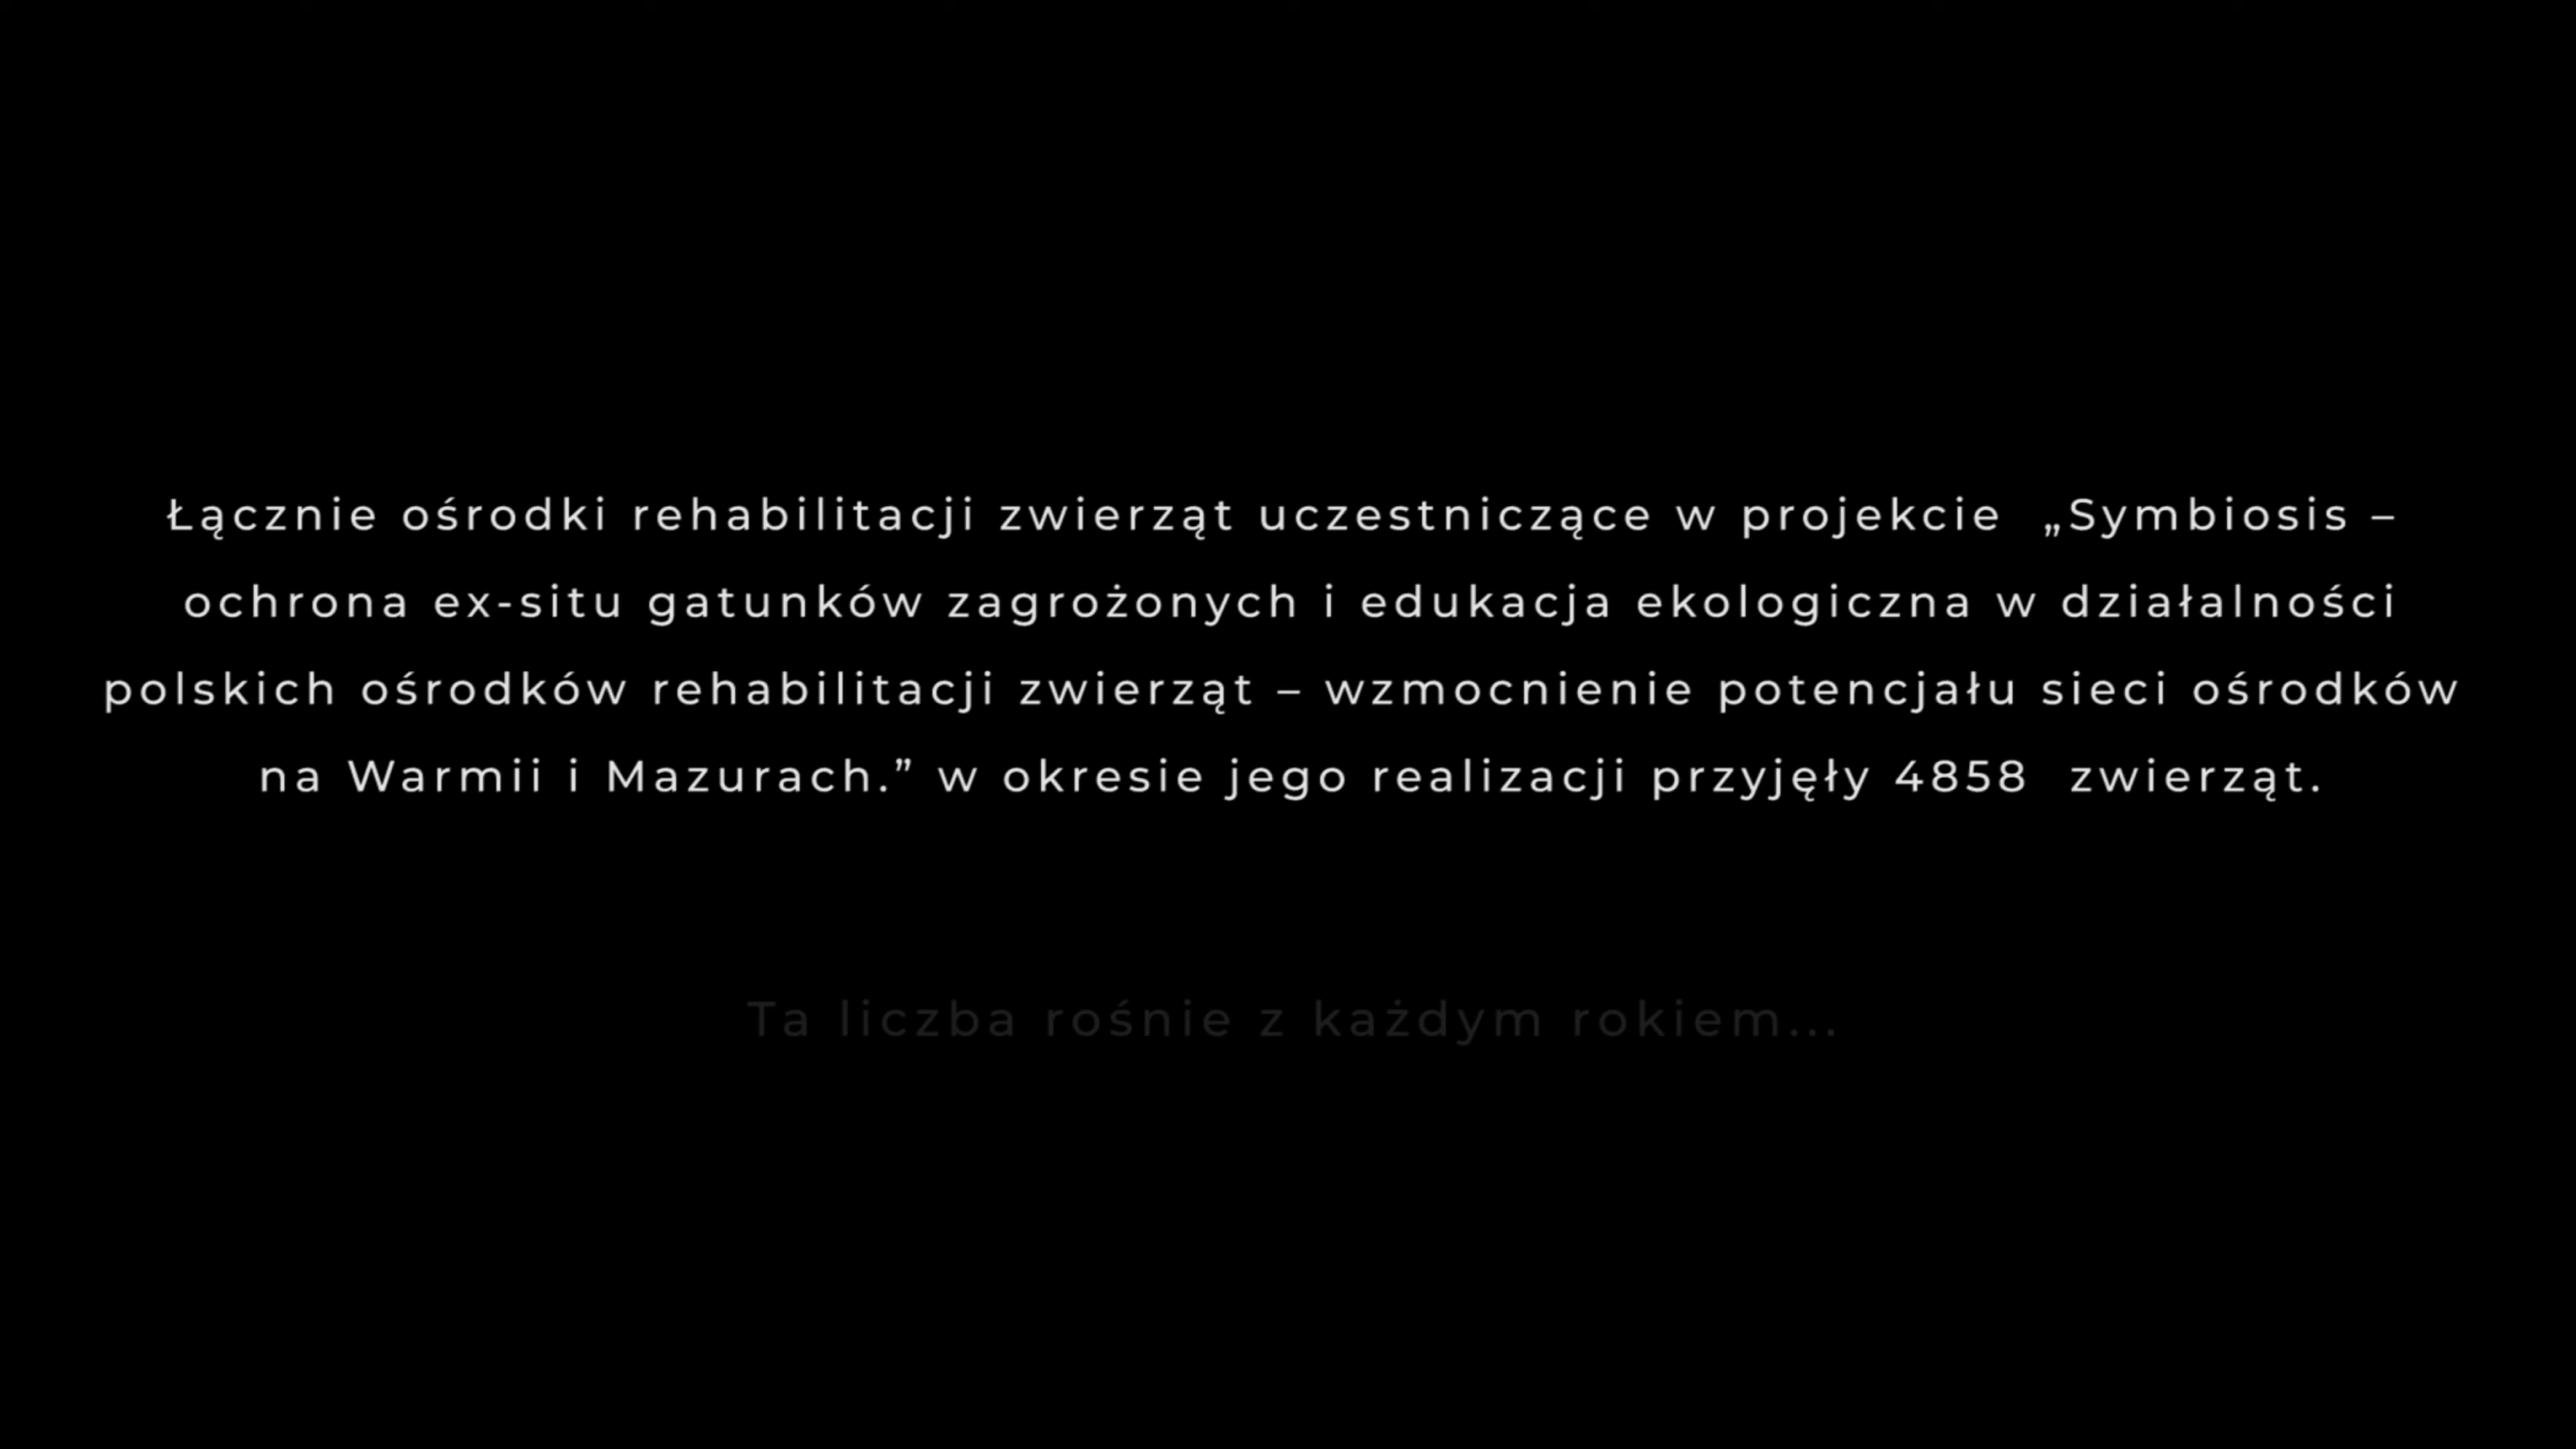 Łącznie ośrodki rehabilitacji zwierząt uczestniczące w projekcie „Symbiosis –
ochrona ex-situ gatunków zagrożonych i edukacja ekologiczna w działalności
polskich ośrodków rehabilitacji zwierząt – wzmocnienie potencjału sieci ośrodków
na Warmii i Mazurach.” w okresie jego realizacji przyjęły 4858 zwierząt.
Ta liczba rośnie z każdym rokiem...